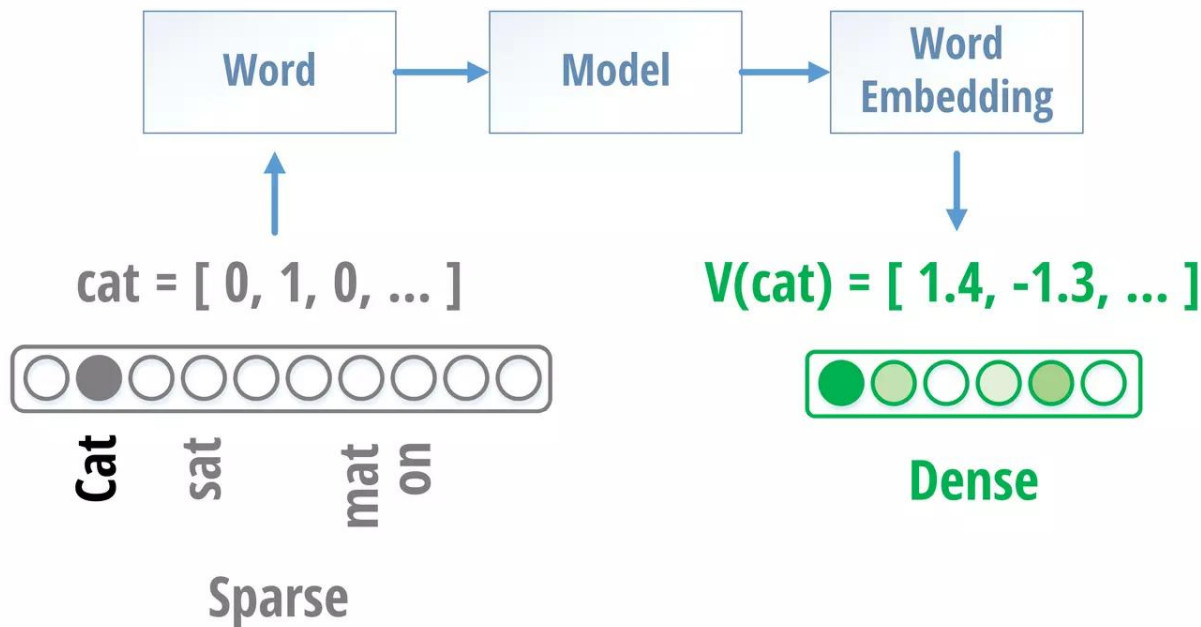 Word
Model
Word
Embedding
cat = [ 0, 1, 0, ... ]
V(cat) = [ 1.4, -1.3, ... ]
Cat
sat
mat
on
Dense
Sparse